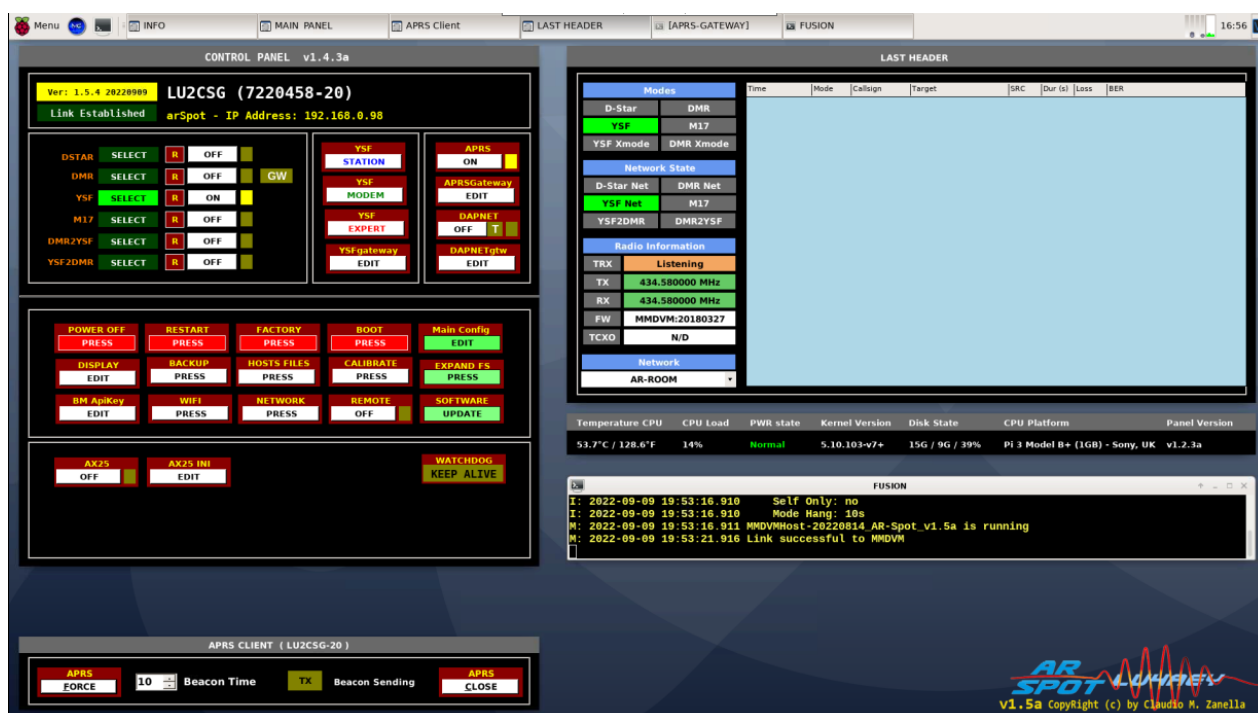 Menu INFO MAIN PANEL APRS Client LAST HEADER [APRS-GATEWAY] FUSION 16:56
CONTROL PANEL v1.4.3a
Ver: 1.5.4 20220909
LU2CSG (7220458-20)
Link Established
arSpot - IP Address: 192.168.0.98
DSTAR SELECT R OFF
DMR SELECT R OFF GW
YSF SELECT R ON
M17 SELECT R OFF
DMR2YSF SELECT R OFF
YSF2DMR SELECT R OFF
YSF
STATION
YSF
MODEM
YSF
EXPERT
YSFgateway
EDIT
APRS
ON
APRSGateway
EDIT
DAPNET
OFF T
DAPNETgtw
EDIT
POWER OFF RESTART FACTORY BOOT Main Config
PRESS PRESS PRESS PRESS EDIT
DISPLAY BACKUP HOSTS FILES CALIBRATE EXPAND FS
EDIT PRESS PRESS PRESS PRESS
BM ApiKey WIFI NETWORK REMOTE SOFTWARE
EDIT PRESS PRESS OFF UPDATE
AX25 AX25 INI WATCHDOG
OFF EDIT KEEP ALIVE
APRS CLIENT ( LU2CSG-20 )
APRS
FORCE
10 Beacon Time TX Beacon Sending
APRS
CLOSE
LAST HEADER
Modes
D-Star DMR
YSF M17
YSF Xmode DMR Xmode
Network State
D-Star Net DMR Net
YSF Net M17
YSF2DMR DMR2YSF
Radio Information
TRX Listening
TX 434.580000 MHz
RX 434.580000 MHz
FW MMDVM:20180327
TCXO N/D
Network
AR-ROOM
Time Mode Callsign Target SRC Dur (s) Loss BER
Temperature CPU CPU Load PWR state Kernel Version Disk State CPU Platform Panel Version
53.7°C / 128.6°F 14% Normal 5.10.103-v7+ 15G / 9G / 39% Pi 3 Model B+ (1GB) - Sony, UK v1.2.3a
FUSION
I: 2022-09-09 19:53:16.910 Self Only: no
I: 2022-09-09 19:53:16.910 Mode Hang: 10s
M: 2022-09-09 19:53:16.911 MMDVMHost-20220814_AR-Spot_v1.5a is running
M: 2022-09-09 19:53:21.916 Link successful to MMDVM
AR
SPOT
v1.5a CopyRight (c) by Claudio M. Zanella